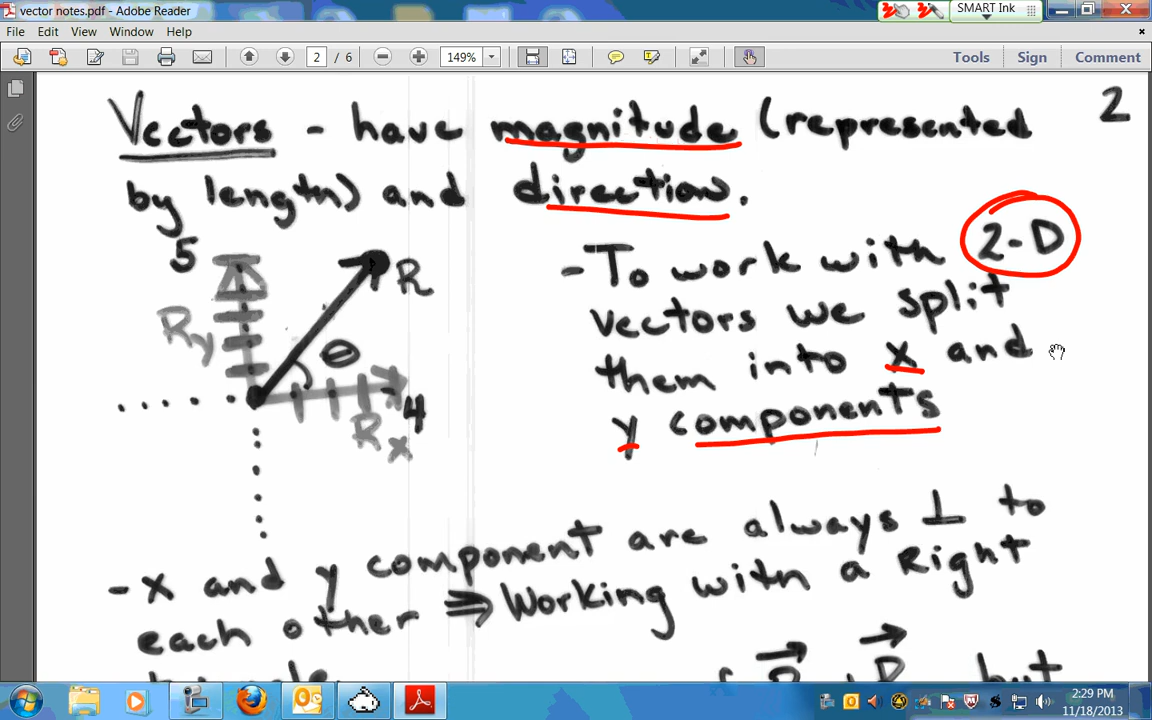 vector notes.pdf - Adobe Reader
SMART Ink
File Edit View Window Help
2 / 6
149%
Tools Sign Comment
Vectors - have magnitude (represented
2
by length) and direction.
5
R
Ry
θ
4
Rx
- To work with 2-D
vectors we split
them into x and
y components
- x and y component are always ⊥ to
each other ⇒ Working with a Right
but
2:29 PM
11/18/2013